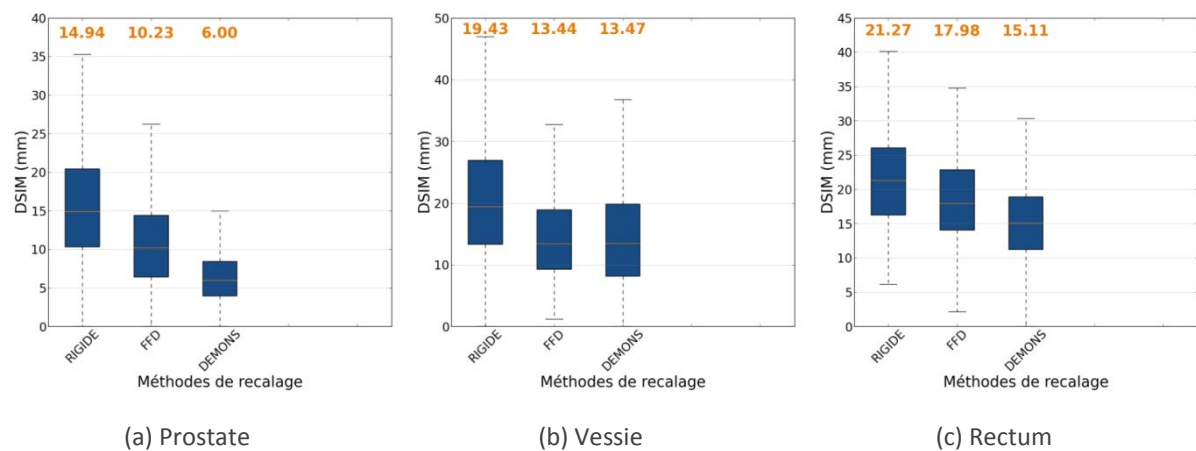 14.94 10.23 6.00
DSIM (mm)
40
35
30
25
20
15
10
5
0
RIGIDE
FFD
DEMONS
Méthodes de recalage
(a) Prostate
19.43 13.44 13.47
DSIM (mm)
50
40
30
20
10
0
RIGIDE
FFD
DEMONS
Méthodes de recalage
(b) Vessie
21.27 17.98 15.11
DSIM (mm)
45
40
35
30
25
20
15
10
5
0
RIGIDE
FFD
DEMONS
Méthodes de recalage
(c) Rectum